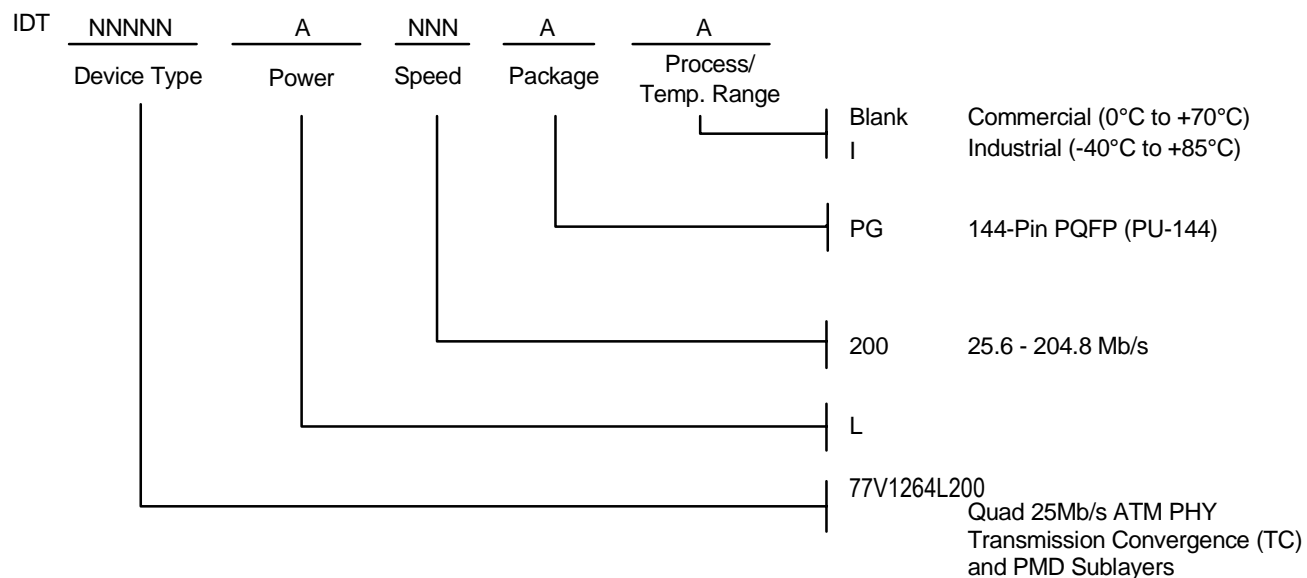 IDT NNNNN A NNN A A
Device Type Power Speed Package Process/
Temp. Range
Blank Commercial (0°C to +70°C)
I Industrial (-40°C to +85°C)
PG 144-Pin PQFP (PU-144)
200 25.6 - 204.8 Mb/s
L
77V1264L200
Quad 25Mb/s ATM PHY
Transmission Convergence (TC)
and PMD Sublayers